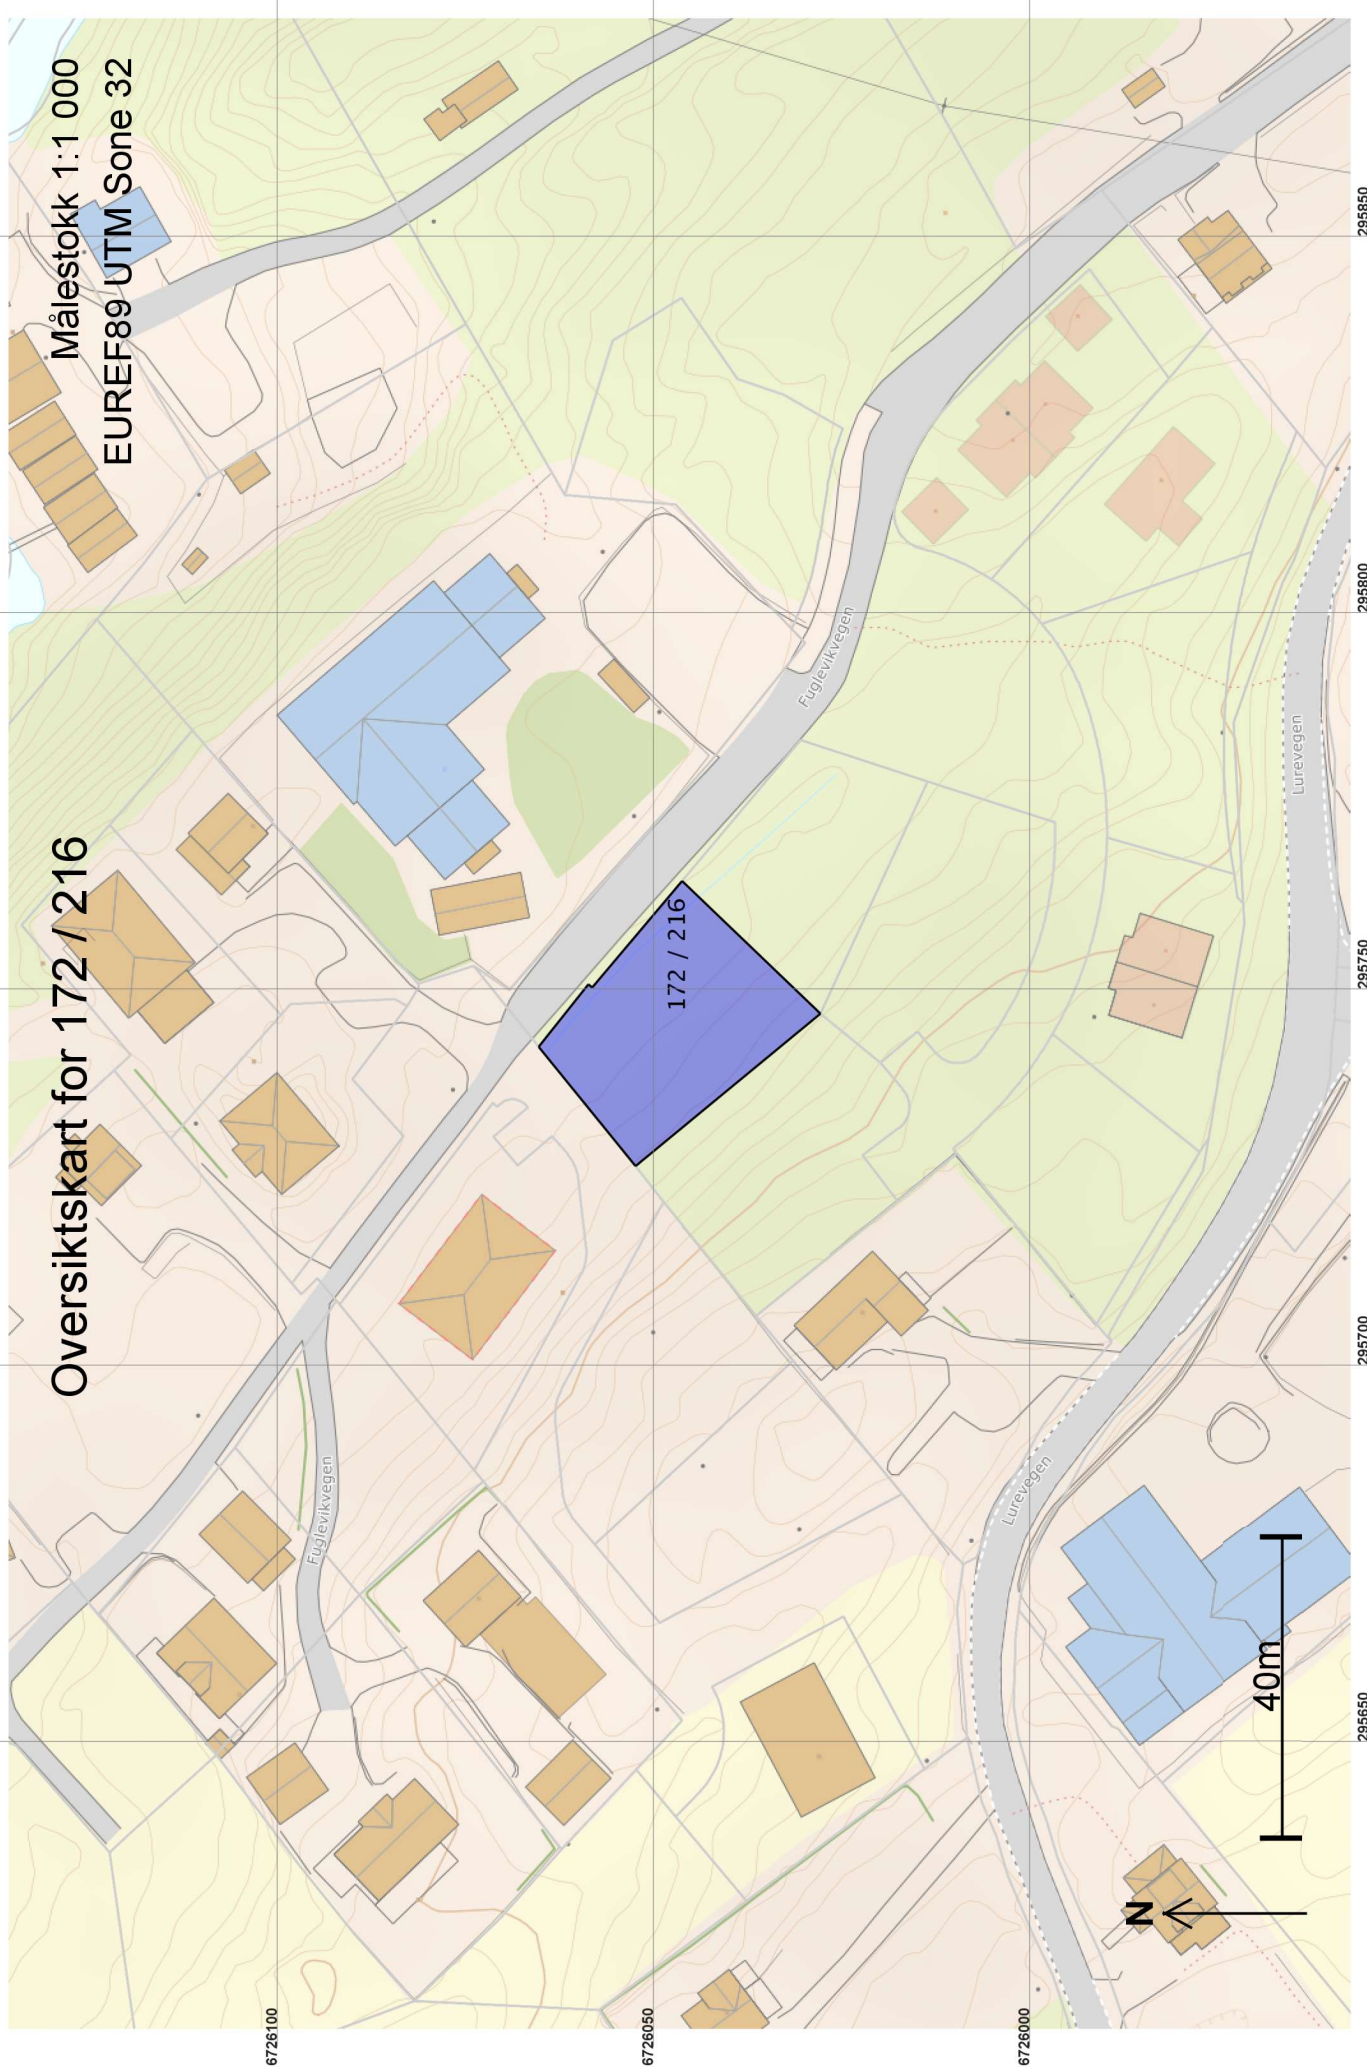 Oversiktskart for 172 / 216
Målestokk 1:1 000
EUREF89 UTM Sone 32
6726100
6726050
6726000
Fuglevikvegen
Fuglevikvegen
172 / 216
Lurevegen
Lurevegen
N
40m
295650
295700
295750
295800
295850